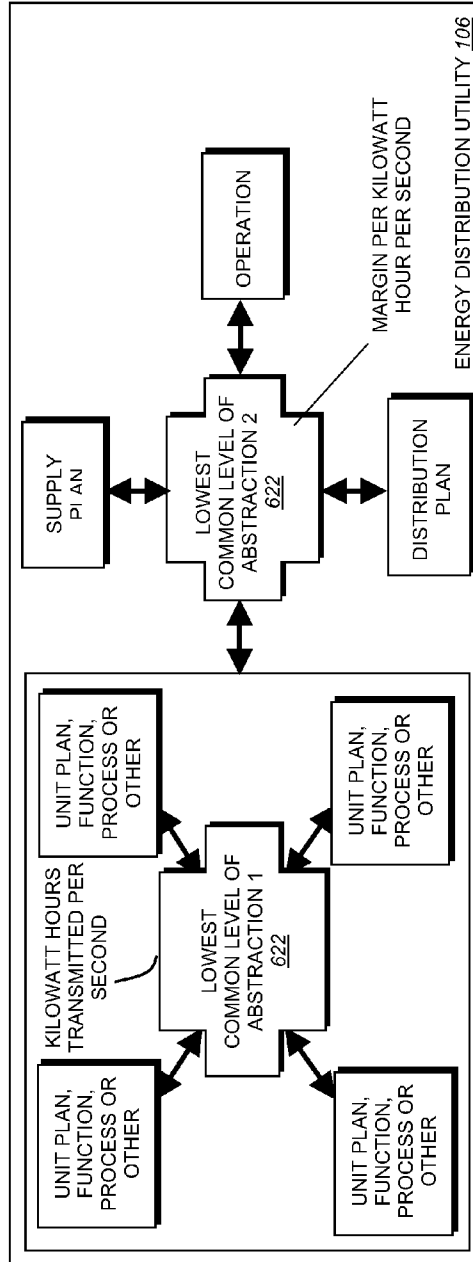 UNIT PLAN,
FUNCTION,
PROCESS OR
OTHER
KILOWATT HOURS
TRANSMITTED PER
SECOND
UNIT PLAN,
FUNCTION,
PROCESS OR
OTHER
LOWEST
COMMON LEVEL OF
ABSTRACTION 1
622
UNIT PLAN,
FUNCTION,
PROCESS OR
OTHER
UNIT PLAN,
FUNCTION,
PROCESS OR
OTHER
SUPPLY
PLAN
LOWEST
COMMON LEVEL OF
ABSTRACTION 2
622
OPERATION
MARGIN PER KILOWATT
HOUR PER SECOND
DISTRIBUTION
PLAN
ENERGY DISTRIBUTION UTILITY 106